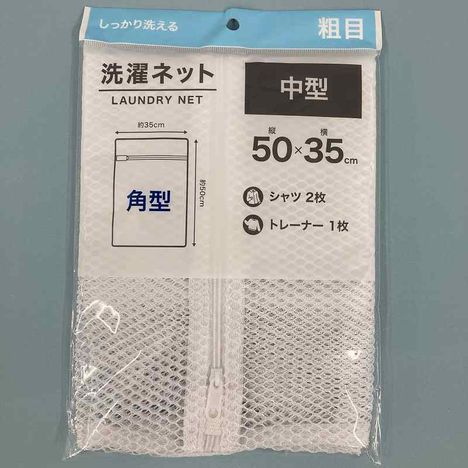 しっかり洗える
粗目
洗濯ネット
LAUNDRY NET
中型
約35cm
縦 横
50×35cm
角型
約50cm
シャツ 2枚
トレーナー 1枚